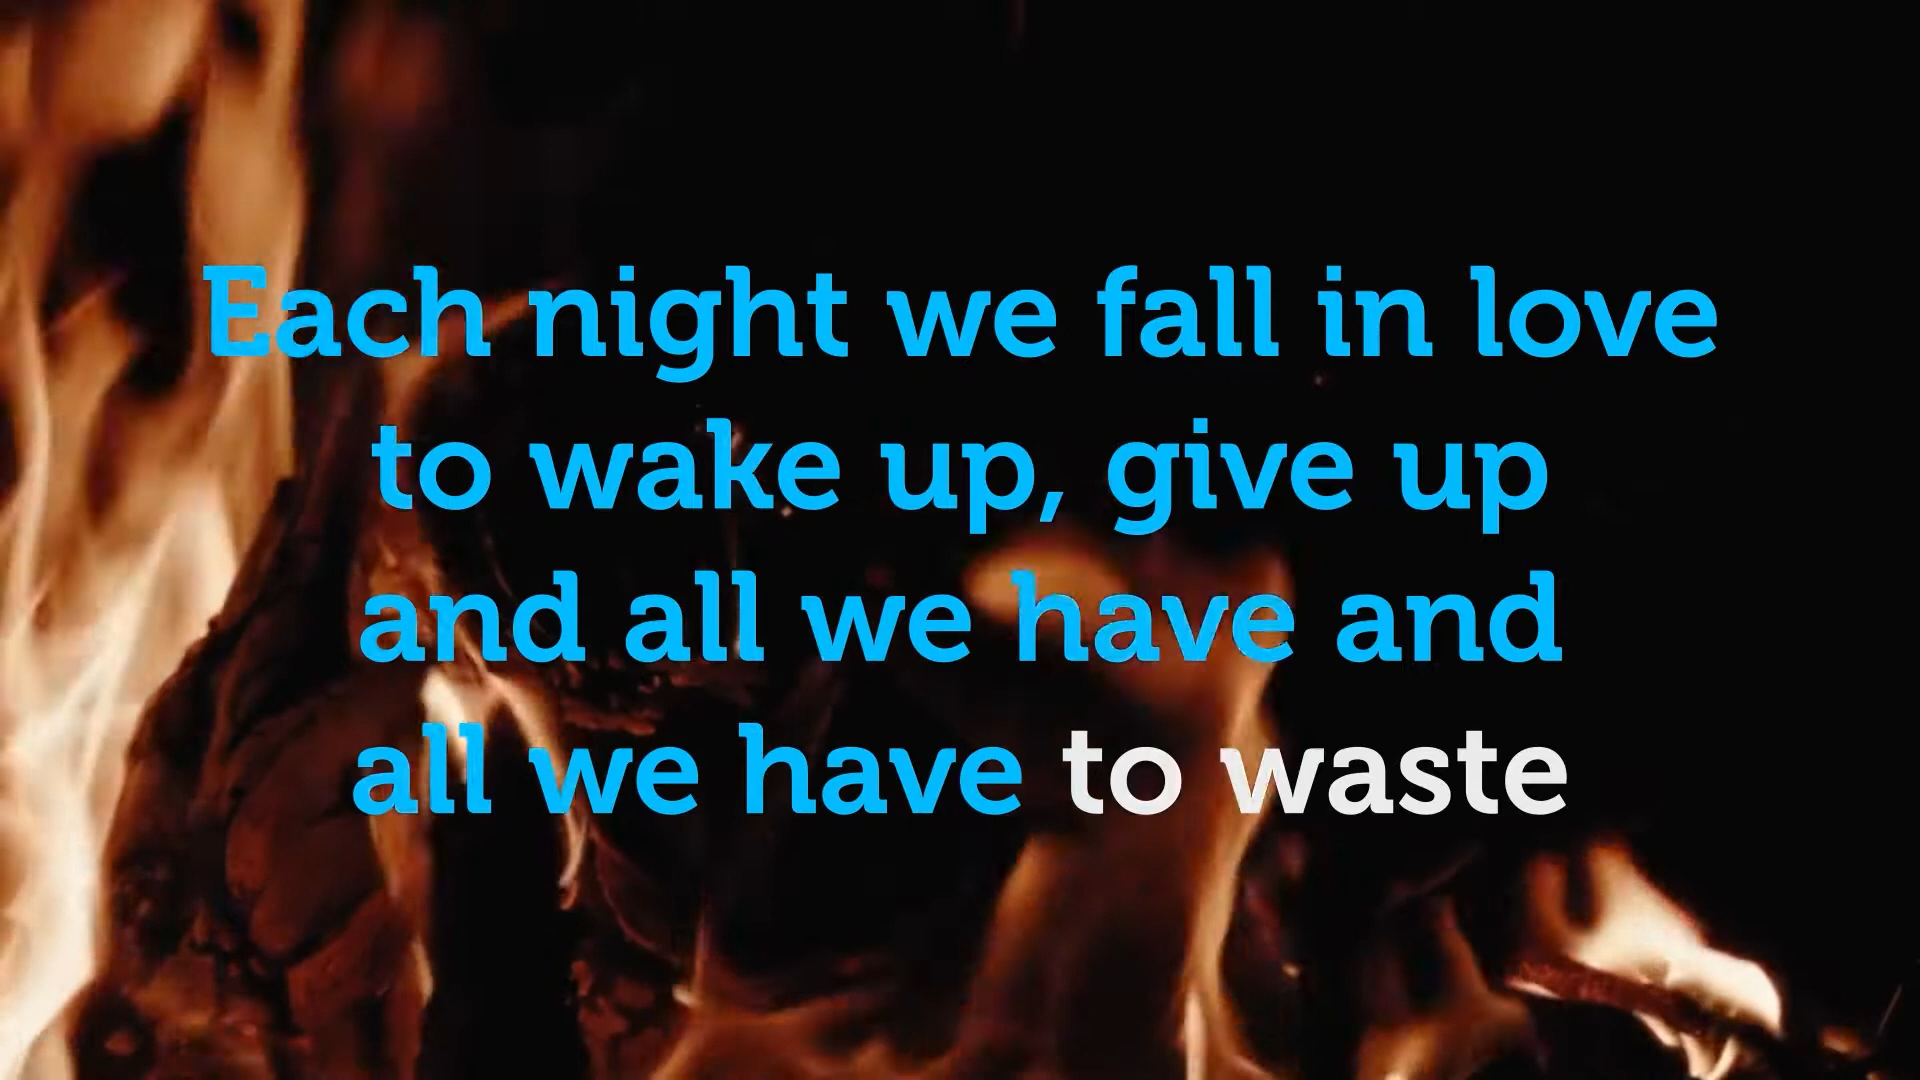 Each night we fall in love
to wake up, give up
and all we have and
all we have to waste